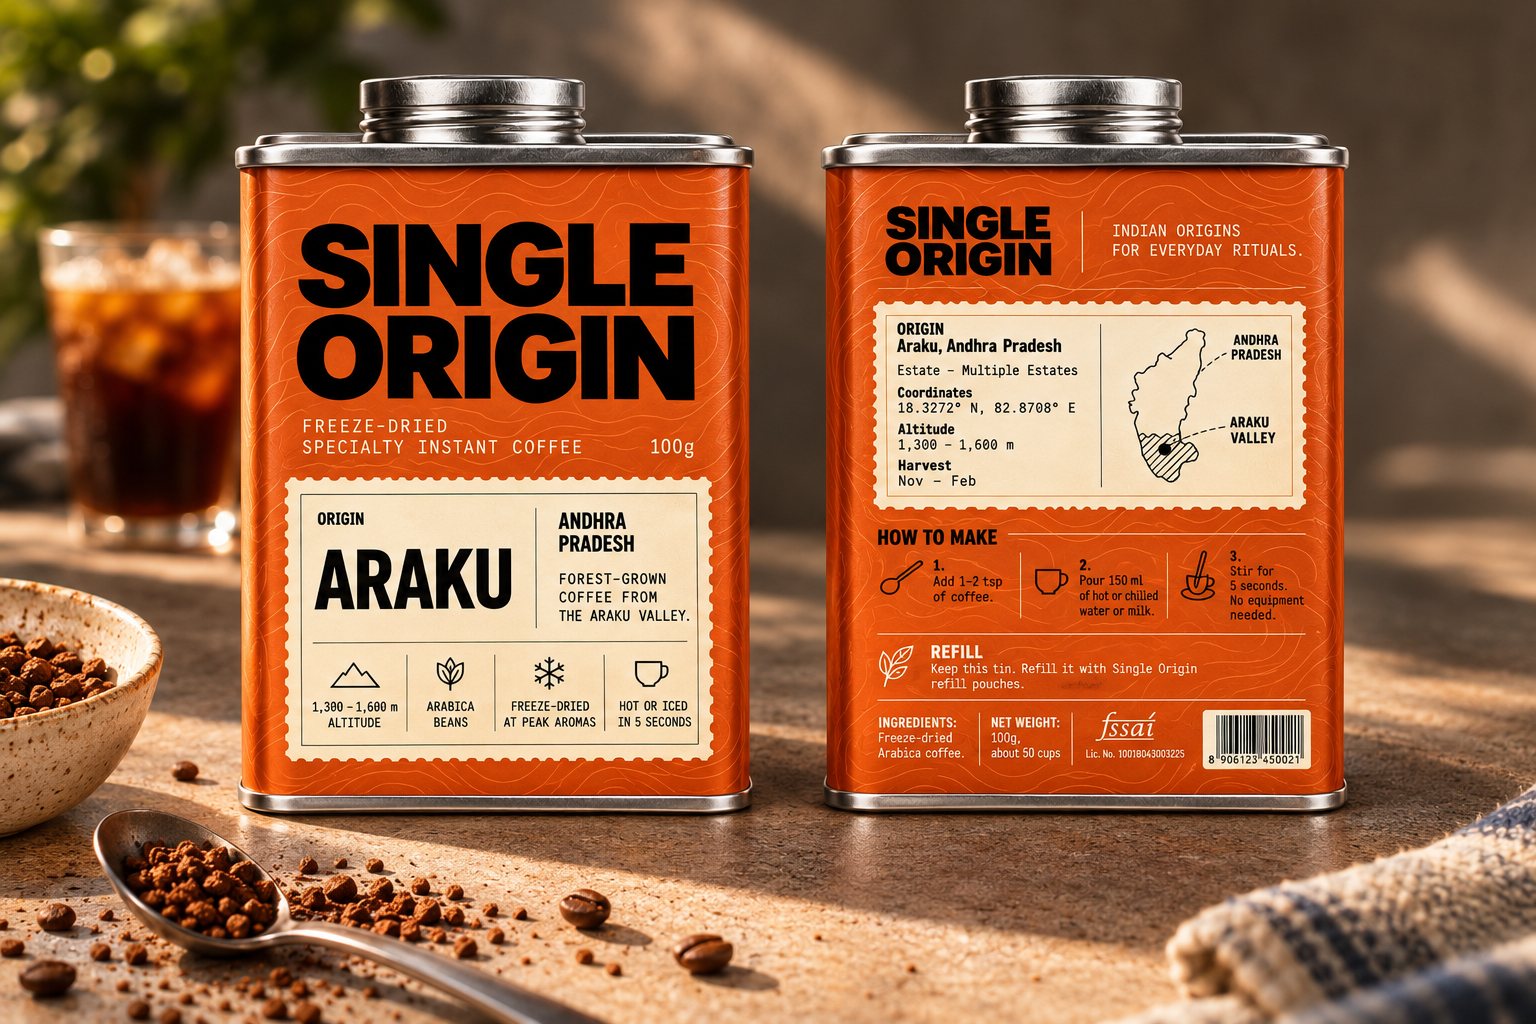 SINGLE
ORIGIN
FREEZE-DRIED
SPECIALTY INSTANT COFFEE 100g
ORIGIN
ARAKU
ANDHRA
PRADESH
FOREST-GROWN
COFFEE FROM
THE ARAKU VALLEY.
1,300 – 1,600 m
ALTITUDE
ARABICA
BEANS
FREEZE-DRIED
AT PEAK AROMAS
HOT OR ICED
IN 5 SECONDS
SINGLE
ORIGIN
INDIAN ORIGINS
FOR EVERYDAY RITUALS.
ORIGIN
Araku, Andhra Pradesh
Estate – Multiple Estates
Coordinates
18.3272° N, 82.8708° E
Altitude
1,300 – 1,600 m
Harvest
Nov – Feb
ANDHRA
PRADESH
ARAKU
VALLEY
HOW TO MAKE
1.
Add 1-2 tsp
of coffee.
2.
Pour 150 ml
of hot or chilled
water or milk.
3.
Stir for
5 seconds.
No equipment
needed.
REFILL
Keep this tin. Refill it with Single Origin
refill pouches.
INGREDIENTS:
Freeze-dried
Arabica coffee.
NET WEIGHT:
100g,
about 50 cups
fssai
Lic. No. 10018043003225
8 906123 450021